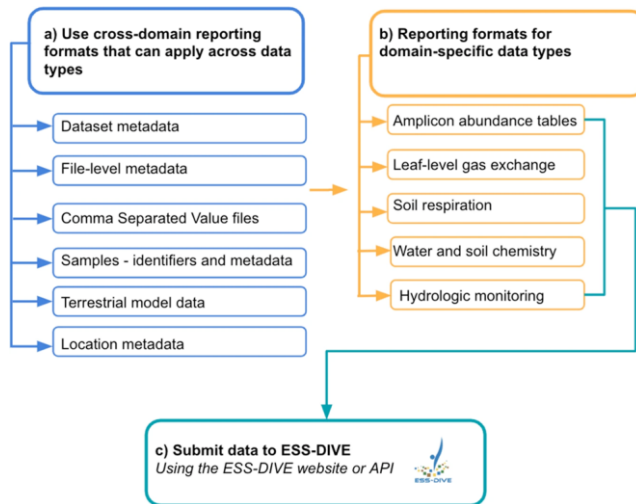 a) Use cross-domain reporting
formats that can apply across data
types
Dataset metadata
File-level metadata
Comma Separated Value files
Samples - identifiers and metadata
Terrestrial model data
Location metadata
b) Reporting formats for
domain-specific data types
Amplicon abundance tables
Leaf-level gas exchange
Soil respiration
Water and soil chemistry
Hydrologic monitoring
c) Submit data to ESS-DIVE
Using the ESS-DIVE website or API
ESS-DIVE